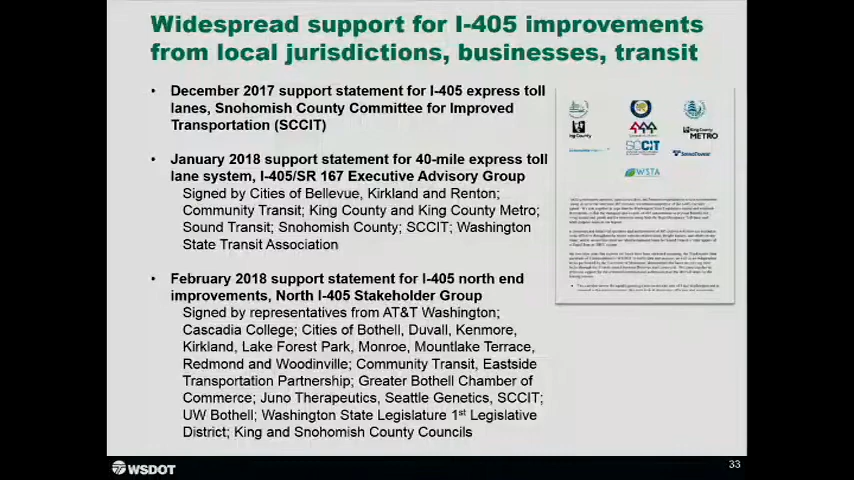 Widespread support for I-405 improvements
from local jurisdictions, businesses, transit
• December 2017 support statement for I-405 express toll
lanes, Snohomish County Committee for Improved
Transportation (SCCIT)
• January 2018 support statement for 40-mile express toll
lane system, I-405/SR 167 Executive Advisory Group
Signed by Cities of Bellevue, Kirkland and Renton;
Community Transit; King County and King County Metro;
Sound Transit; Snohomish County; SCCIT; Washington
State Transit Association
• February 2018 support statement for I-405 north end
improvements, North I-405 Stakeholder Group
Signed by representatives from AT&T Washington;
Cascadia College; Cities of Bothell, Duvall, Kenmore,
Kirkland, Lake Forest Park, Monroe, Mountlake Terrace,
Redmond and Woodinville; Community Transit, Eastside
Transportation Partnership; Greater Bothell Chamber of
Commerce; Juno Therapeutics, Seattle Genetics, SCCIT;
UW Bothell; Washington State Legislature 1st Legislative
District; King and Snohomish County Councils
King County METRO
SCCIT
WSTA
WSDOT
33